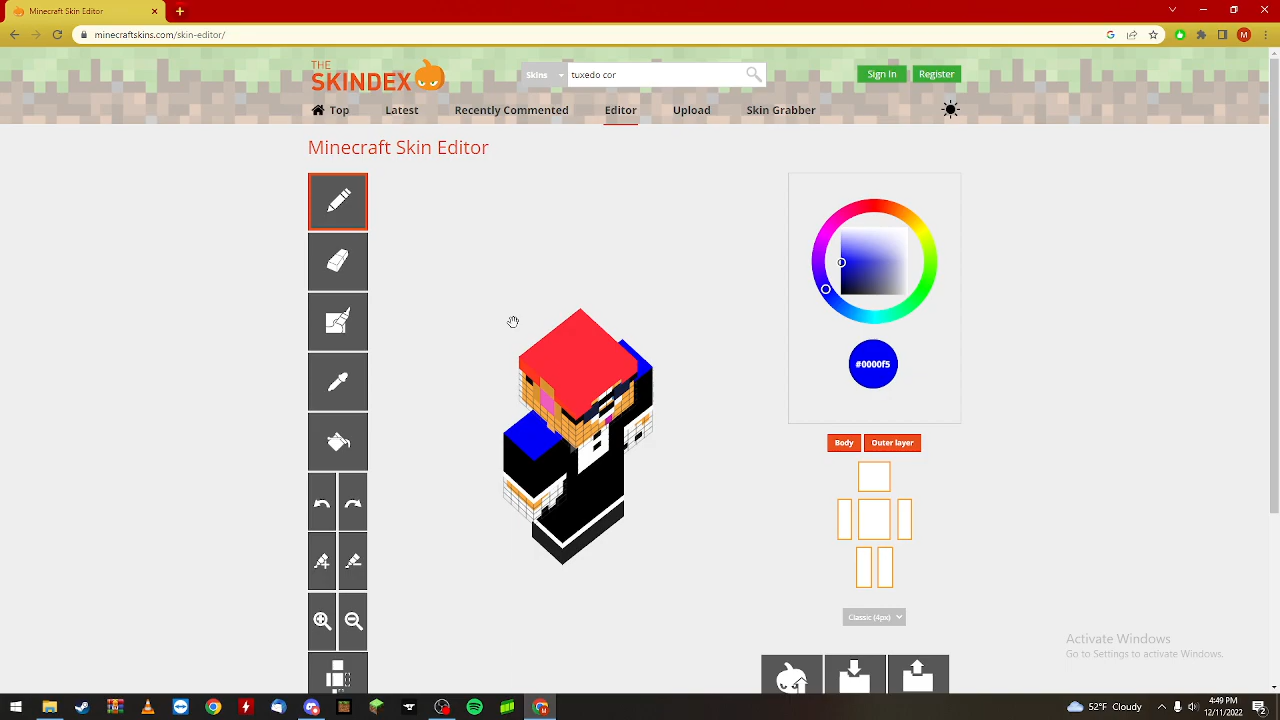 Minecraft Skin Editor
minecraftskins.com/skin-editor/
M
THE
SKINDEX
Skins
tuxedo cor
Sign In
Register
Top
Latest
Recently Commented
Editor
Upload
Skin Grabber
Minecraft Skin Editor
#0000f5
Body
Outer layer
Classic (4px)
Activate Windows
Go to Settings to activate Windows.
52°F Cloudy
4:49 PM
12/11/2022